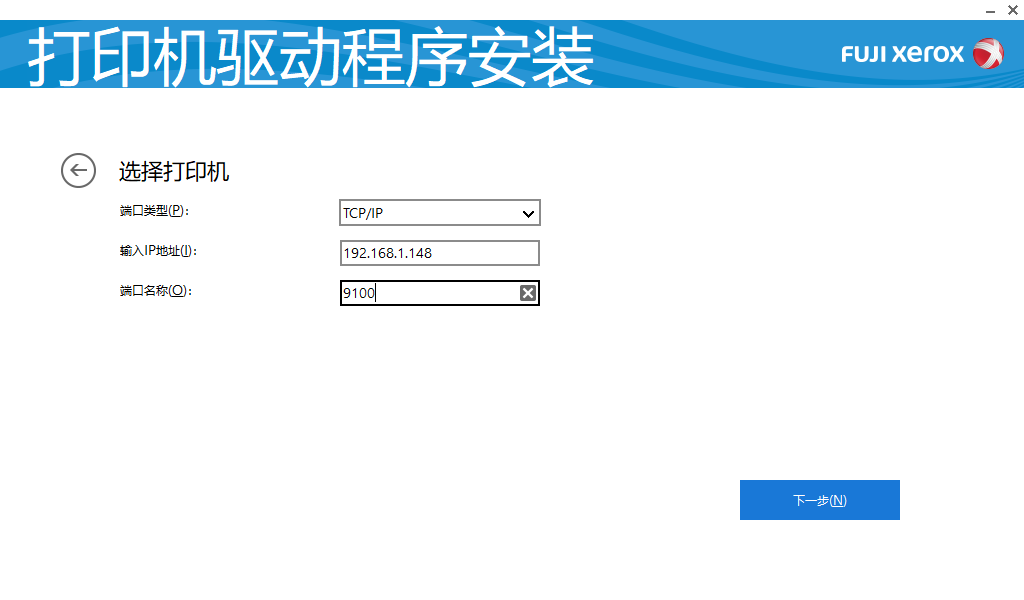 打印机驱动程序安装
FUJI xerox
选择打印机
端口类型(P):
TCP/IP
输入IP地址(I):
192.168.1.148
端口名称(O):
9100
下一步(N)